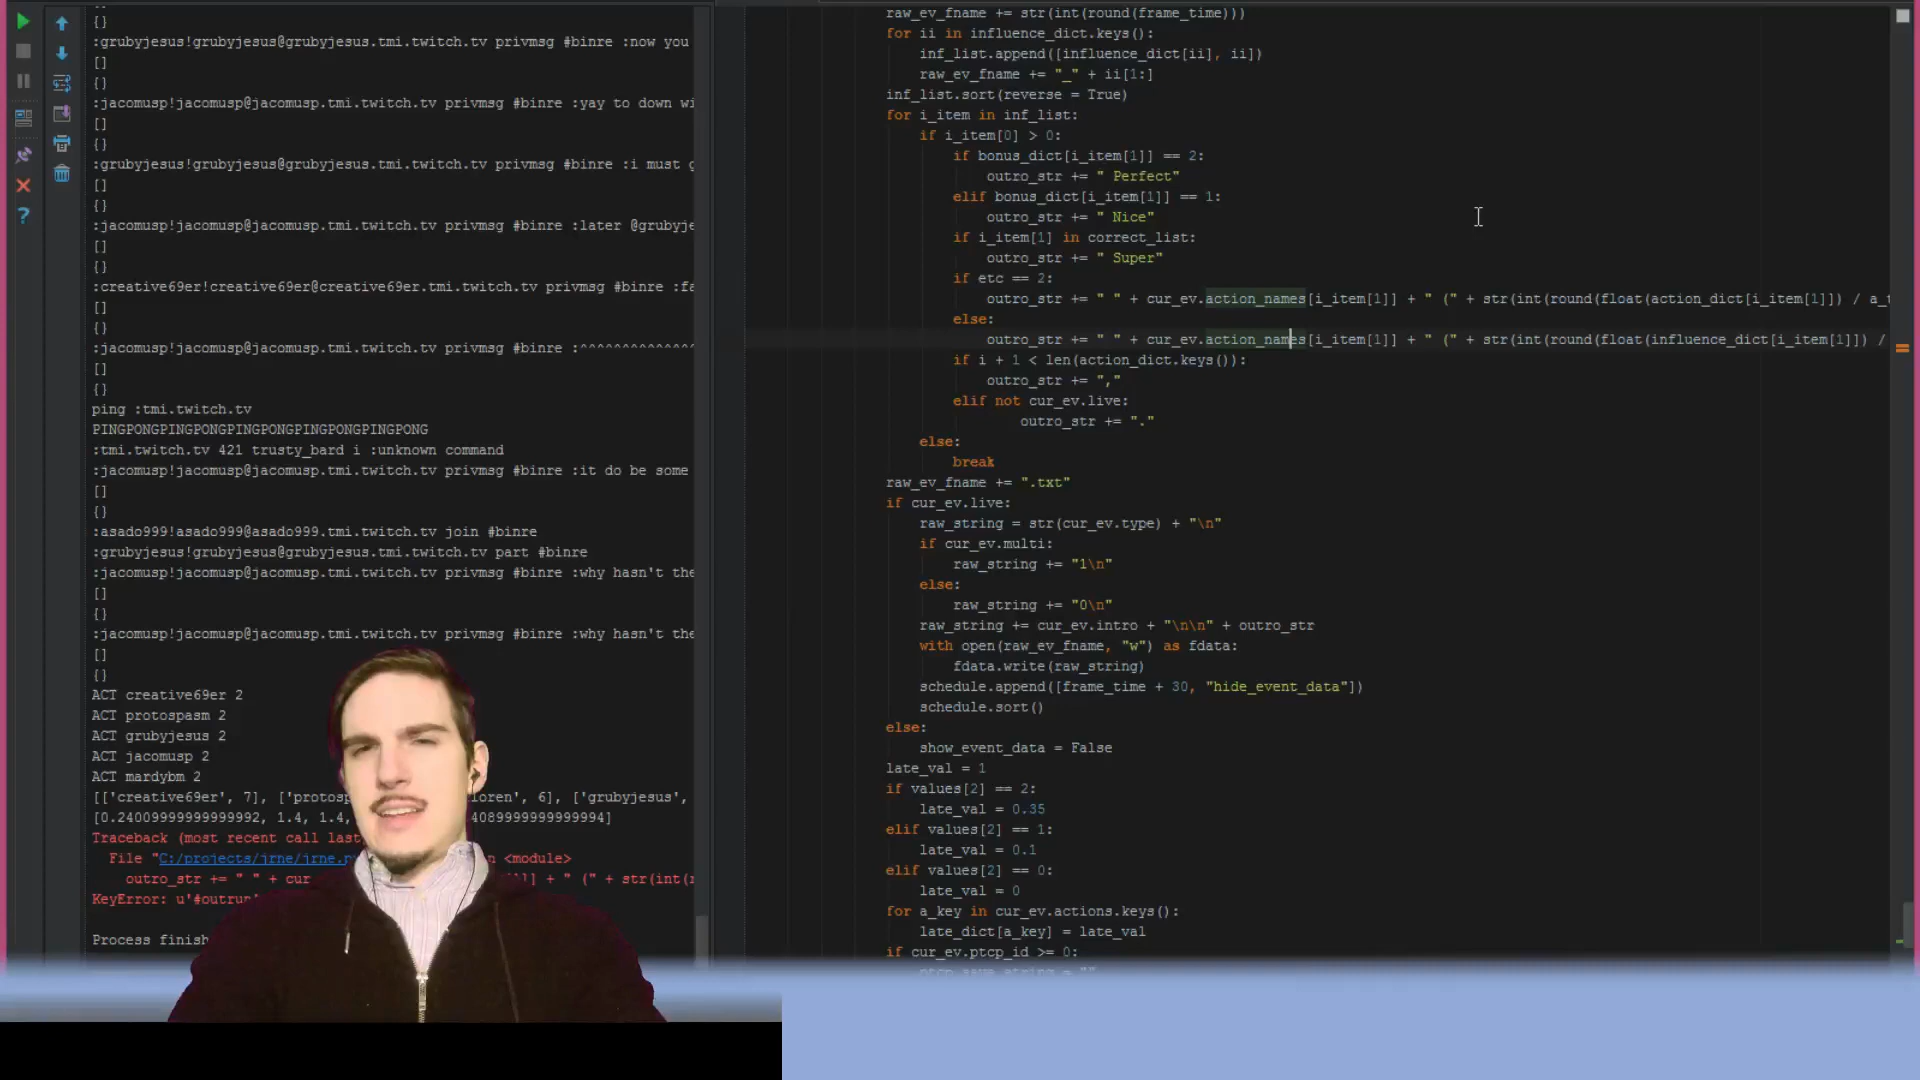 {}
:grubyjesus!grubyjesus@grubyjesus.tmi.twitch.tv privmsg #binre :now you
[]
{}
:jacomusp!jacomusp@jacomusp.tmi.twitch.tv privmsg #binre :yay to down wi
[]
{}
:grubyjesus!grubyjesus@grubyjesus.tmi.twitch.tv privmsg #binre :i must g
[]
{}
:jacomusp!jacomusp@jacomusp.tmi.twitch.tv privmsg #binre :later @grubyje
[]
{}
:creative69er!creative69er@creative69er.tmi.twitch.tv privmsg #binre :fa
[]
{}
:jacomusp!jacomusp@jacomusp.tmi.twitch.tv privmsg #binre :^^^^^^^^^^^^^^
[]
{}
ping :tmi.twitch.tv
PINGPONGPINGPONGPINGPONGPINGPONGPINGPONG
:tmi.twitch.tv 421 trusty_bard i :unknown command
:jacomusp!jacomusp@jacomusp.tmi.twitch.tv privmsg #binre :it do be some
[]
{}
:asado999!asado999@asado999.tmi.twitch.tv join #binre
:grubyjesus!grubyjesus@grubyjesus.tmi.twitch.tv part #binre
:jacomusp!jacomusp@jacomusp.tmi.twitch.tv privmsg #binre :why hasn't the
[]
{}
:jacomusp!jacomusp@jacomusp.tmi.twitch.tv privmsg #binre :why hasn't the
[]
{}
ACT creative69er 2
ACT protospasm 2
ACT grubyjesus 2
ACT jacomusp 2
ACT mardybm 2
[['creative69er', 7], ['protosp loren', 6], ['grubyjesus',
[0.24009999999999992, 1.4, 1.4, 4089999999999994]
Traceback (most recent call las
File "C:/projects/jrne/jrne.p n <module>
outro_str += " " + cur ]] + " (" + str(int(r
KeyError: u'#outrun'
Process finish
raw_ev_fname += str(int(round(frame_time)))
for ii in influence_dict.keys():
inf_list.append([influence_dict[ii], ii])
raw_ev_fname += "_" + ii[1:]
inf_list.sort(reverse = True)
for i_item in inf_list:
if i_item[0] > 0:
if bonus_dict[i_item[1]] == 2:
outro_str += " Perfect"
elif bonus_dict[i_item[1]] == 1:
outro_str += " Nice"
if i_item[1] in correct_list:
outro_str += " Super"
if etc == 2:
outro_str += " " + cur_ev.action_names[i_item[1]] + " (" + str(int(round(float(action_dict[i_item[1]]) / a_t
else:
outro_str += " " + cur_ev.action_names[i_item[1]] + " (" + str(int(round(float(influence_dict[i_item[1]]) /
if i + 1 < len(action_dict.keys()):
outro_str += ","
elif not cur_ev.live:
outro_str += "."
else:
break
raw_ev_fname += ".txt"
if cur_ev.live:
raw_string = str(cur_ev.type) + "\n"
if cur_ev.multi:
raw_string += "1\n"
else:
raw_string += "0\n"
raw_string += cur_ev.intro + "\n\n" + outro_str
with open(raw_ev_fname, "w") as fdata:
fdata.write(raw_string)
schedule.append([frame_time + 30, "hide_event_data"])
schedule.sort()
else:
show_event_data = False
late_val = 1
if values[2] == 2:
late_val = 0.35
elif values[2] == 1:
late_val = 0.1
elif values[2] == 0:
late_val = 0
for a_key in cur_ev.actions.keys():
late_dict[a_key] = late_val
if cur_ev.ptcp_id >= 0: